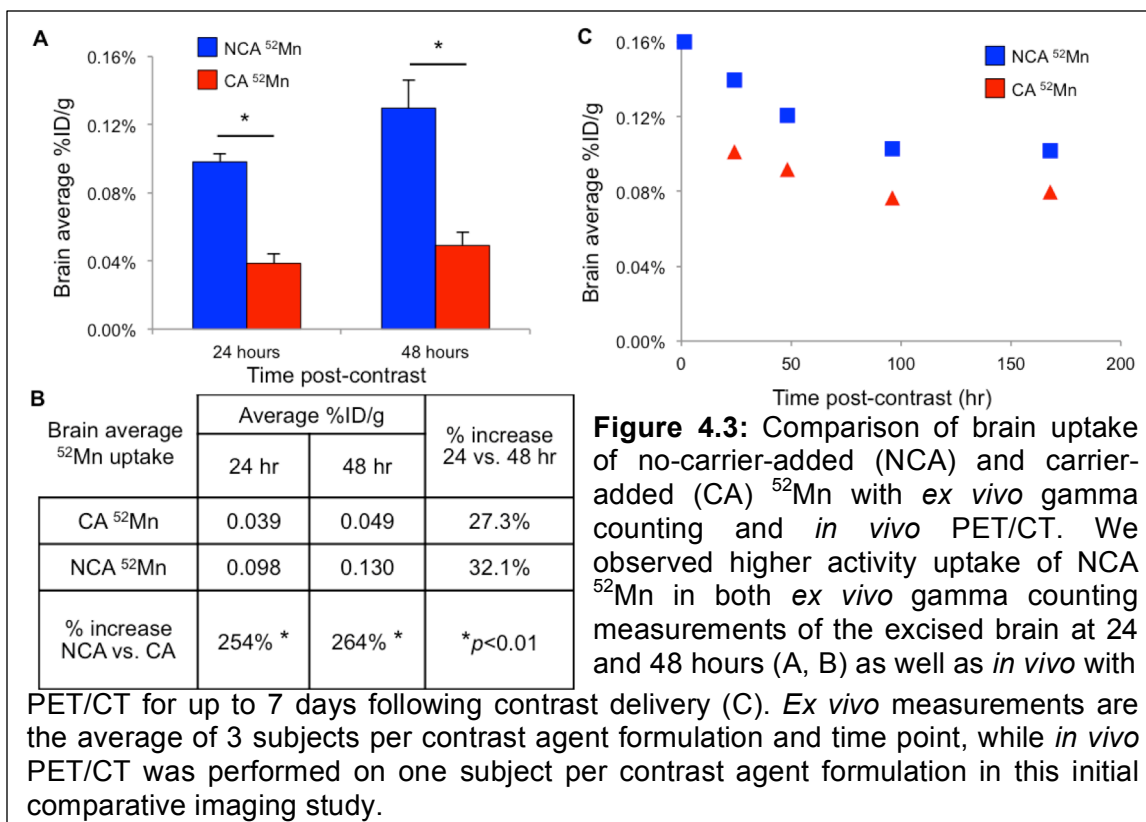 A
NCA ⁵²Mn
CA ⁵²Mn
Brain average %ID/g
0.16%
0.12%
0.08%
0.04%
0.00%
*
*
24 hours
48 hours
Time post-contrast
C
NCA ⁵²Mn
CA ⁵²Mn
Brain average %ID/g
0.16%
0.12%
0.08%
0.04%
0.00%
0
50
100
150
200
Time post-contrast (hr)
B
Brain average
⁵²Mn uptake
Average %ID/g
24 hr
48 hr
% increase
24 vs. 48 hr
CA ⁵²Mn
0.039
0.049
27.3%
NCA ⁵²Mn
0.098
0.130
32.1%
% increase
NCA vs. CA
254% *
264% *
*p<0.01
Figure 4.3: Comparison of brain uptake
of no-carrier-added (NCA) and carrier-
added (CA) ⁵²Mn with ex vivo gamma
counting and in vivo PET/CT. We
observed higher activity uptake of NCA
⁵²Mn in both ex vivo gamma counting
measurements of the excised brain at 24
and 48 hours (A, B) as well as in vivo with
PET/CT for up to 7 days following contrast delivery (C). Ex vivo measurements are
the average of 3 subjects per contrast agent formulation and time point, while in vivo
PET/CT was performed on one subject per contrast agent formulation in this initial
comparative imaging study.